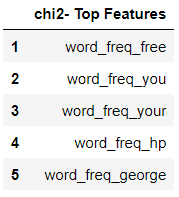 chi2- Top Features
1 word_freq_free
2 word_freq_you
3 word_freq_your
4 word_freq_hp
5 word_freq_george